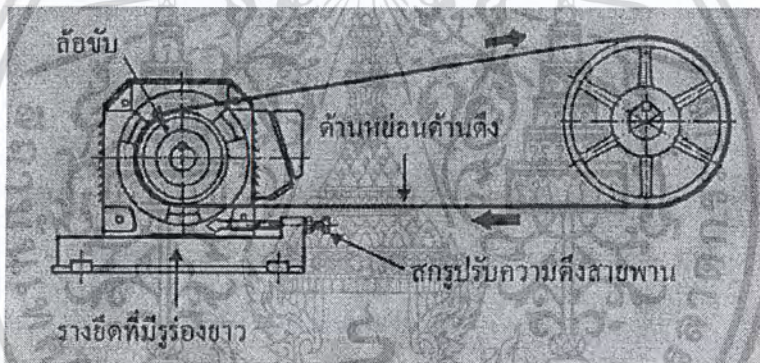 ล้อขับ
ด้านหย่อนด้านดึง
สกรูปรับความตึงสายพาน
รางยึดที่มีรูร่องยาว